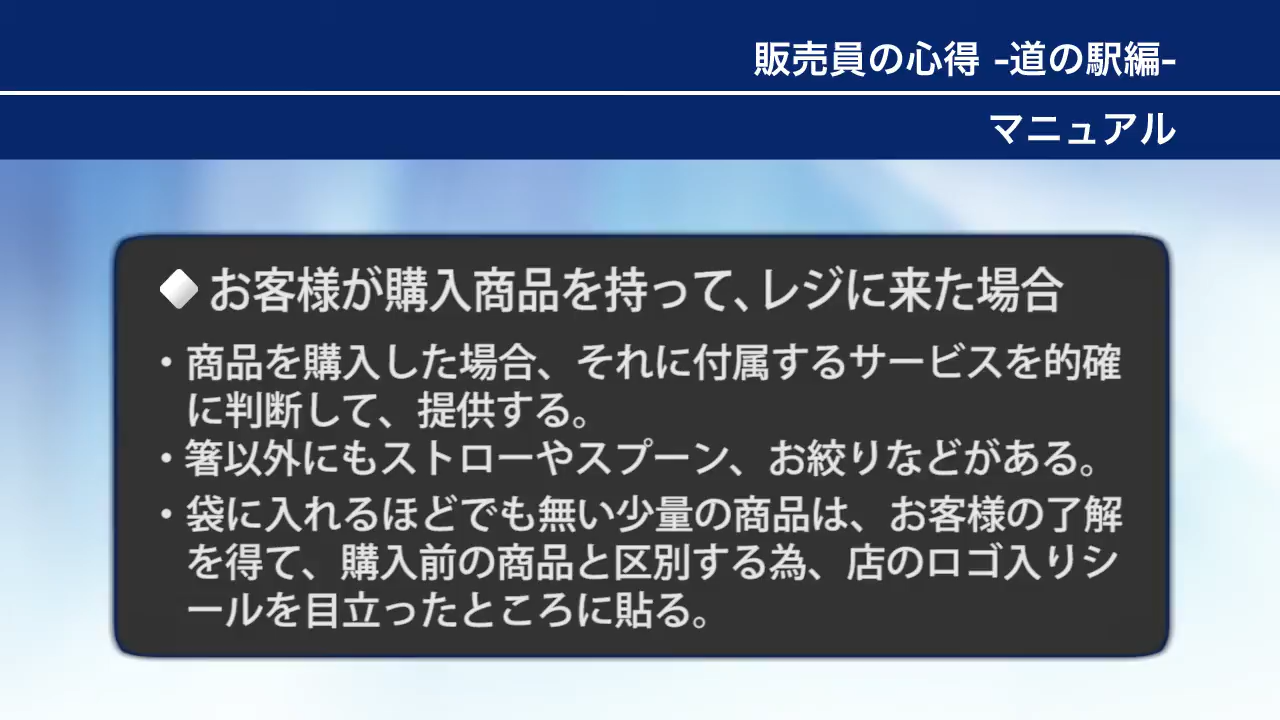 販売員の心得 -道の駅編-
マニュアル
◆お客様が購入商品を持って、レジに来た場合
・商品を購入した場合、それに付属するサービスを的確
に判断して、提供する。
・箸以外にもストローやスプーン、お絞りなどがある。
・袋に入れるほどでも無い少量の商品は、お客様の了解
を得て、購入前の商品と区別する為、店のロゴ入りシ
ールを目立ったところに貼る。